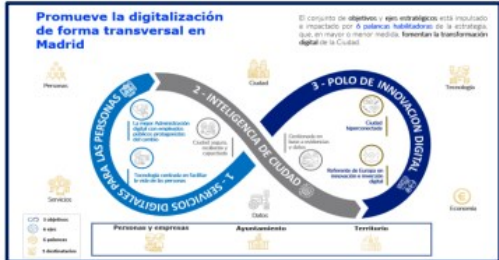 Promueve la digitalización
de forma transversal en
Madrid
El conjunto de objetivos y ejes estratégicos está impulsado
e impactado por 6 palancas habilitadoras de la estrategia,
que, en mayor o menor medida, fomentan la transformación
digital de la Ciudad.
Personas
Ciudad
Tecnología
1 - SERVICIOS DIGITALES PARA LAS PERSONAS
2 - INTELIGENCIA DE CIUDAD
3 - POLO DE INNOVACIÓN DIGITAL
La mejor Administración
digital con empleados
públicos protagonistas
del cambio
Tecnología centrada en facilitar
la vida de las personas
Ciudad segura,
resiliente y
capacitada
Gestionada en
base a evidencias
y datos
Ciudad
hiperconectada
Referente de Europa en
innovación e inversión
digital
Servicios
Datos
Economía
3 objetivos
6 ejes
6 palancas
3 destinatarios
Personas y empresas
Ayuntamiento
Territorio